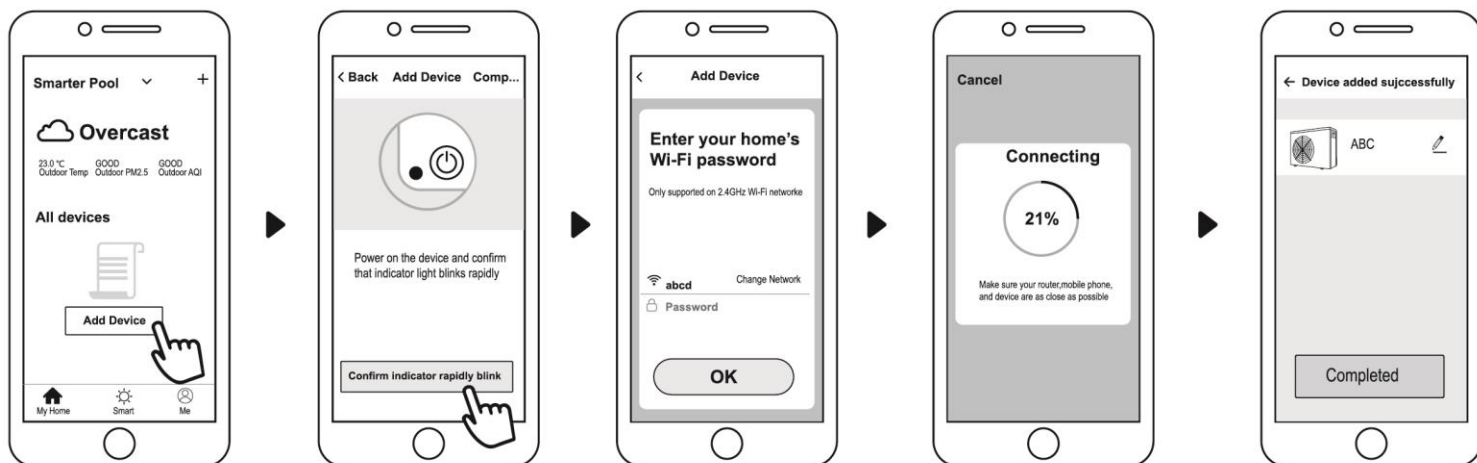 Smarter Pool
+
Overcast
23.0 °C GOOD GOOD
Outdoor Temp Outdoor PM2.5 Outdoor AQI
All devices
Add Device
My Home Smart Me
< Back Add Device Comp...
Power on the device and confirm
that indicator light blinks rapidly
Confirm indicator rapidly blink
< Add Device
Enter your home's
Wi-Fi password
Only supported on 2.4GHz Wi-Fi networke
abcd Change Network
Password
OK
Cancel
Connecting
21%
Make sure your router,mobile phone,
and device are as close as possible
← Device added sujccessfully
ABC
Completed